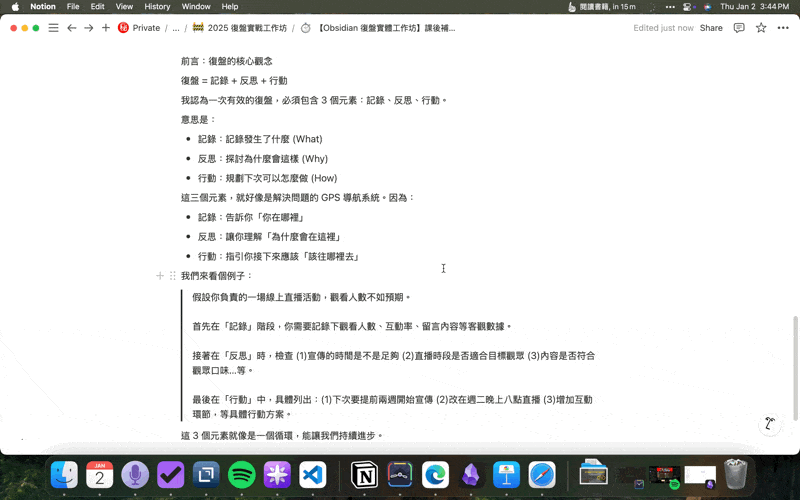 Notion File Edit View History Window Help 閱讀書籍, in 15 m Thu Jan 2 3:44 PM
Private / ... / 2025 復盤實戰工作坊 / 【Obsidian 復盤實體工作坊】課後補... Edited just now Share
前言：復盤的核心觀念
復盤 = 記錄 + 反思 + 行動
我認為一次有效的復盤，必須包含 3 個元素：記錄、反思、行動。
意思是：
• 記錄：記錄發生了什麼 (What)
• 反思：探討為什麼會這樣 (Why)
• 行動：規劃下次可以怎麼做 (How)
這三個元素，就好像是解決問題的 GPS 導航系統。因為：
• 記錄：告訴你「你在哪裡」
• 反思：讓你理解「為什麼會在這裡」
• 行動：指引你接下來應該「該往哪裡去」
我們來看個例子：
假設你負責的一場線上直播活動，觀看人數不如預期。
首先在「記錄」階段，你需要記錄下觀看人數、互動率、留言內容等客觀數據。
接著在「反思」時，檢查 (1)宣傳的時間是不是足夠 (2)直播時段是否適合目標觀眾 (3)內容是否符合
觀眾口味...等。
最後在「行動」中，具體列出：(1)下次要提前兩週開始宣傳 (2)改在週二晚上八點直播 (3)增加互動
環節，等具體行動方案。
這 3 個元素就像是一個循環，能讓我們持續進步。
JAN
2